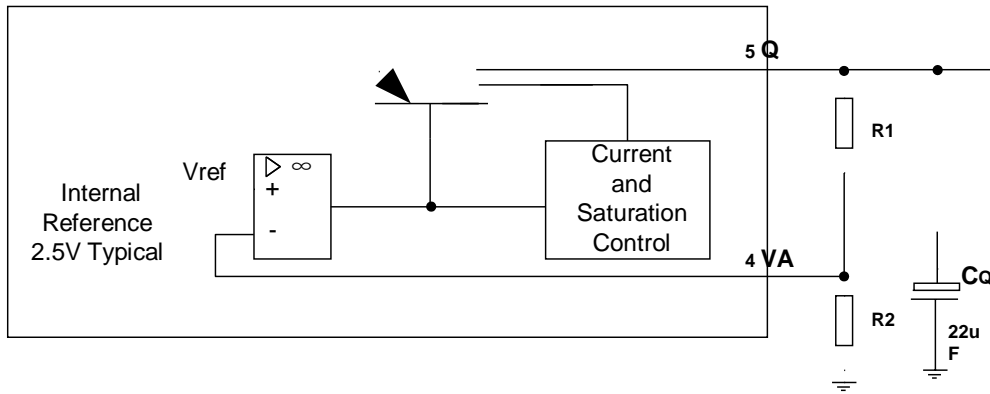 5 Q
R1
Vref
∞
+
-
Internal
Reference
2.5V Typical
Current
and
Saturation
Control
4 VA
R2
CQ
22u
F